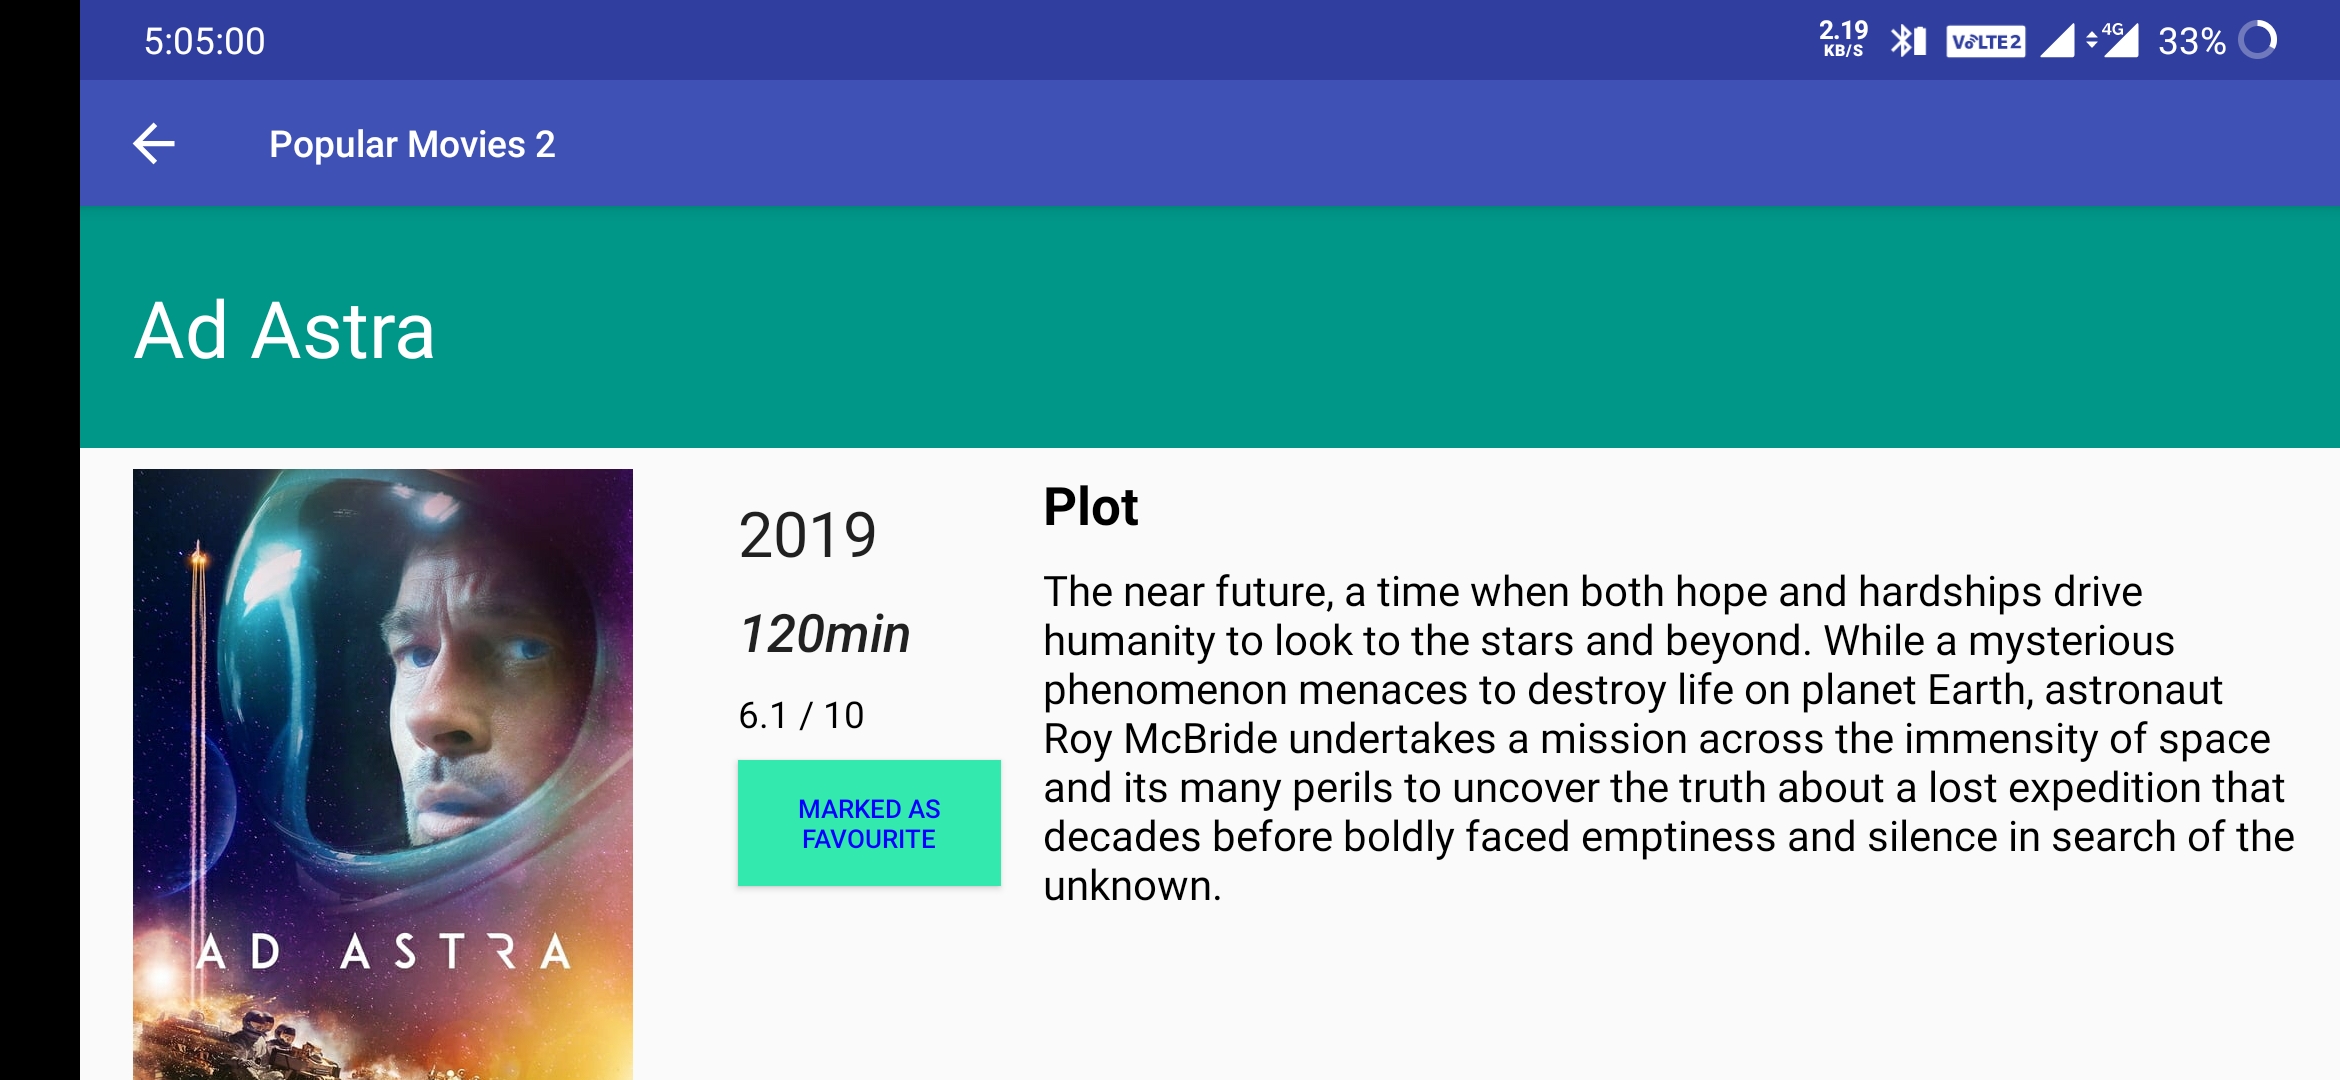 5:05:00
2.19
KB/S
VoLTE2
4G
33%
Popular Movies 2
Ad Astra
AD ASTRA
2019
120min
6.1 / 10
MARKED AS
FAVOURITE
Plot
The near future, a time when both hope and hardships drive
humanity to look to the stars and beyond. While a mysterious
phenomenon menaces to destroy life on planet Earth, astronaut
Roy McBride undertakes a mission across the immensity of space
and its many perils to uncover the truth about a lost expedition that
decades before boldly faced emptiness and silence in search of the
unknown.